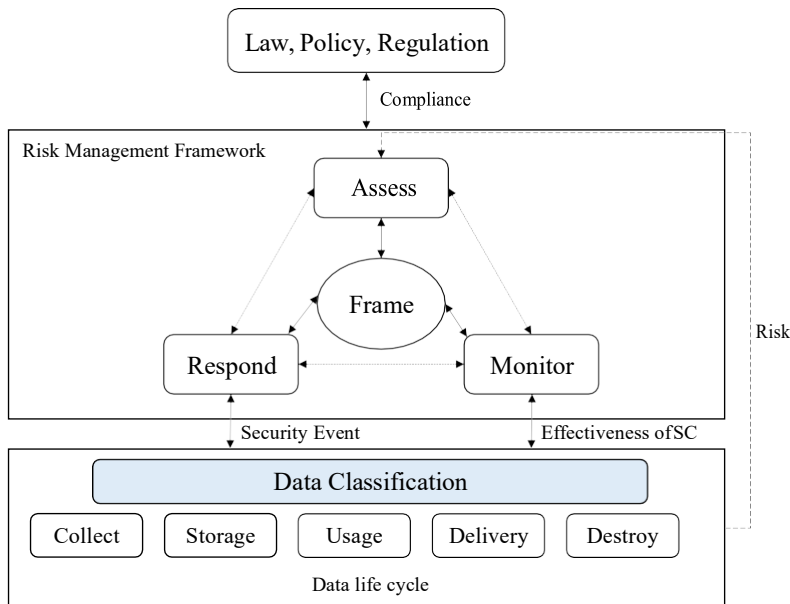 Law, Policy, Regulation
Compliance
Risk Management Framework
Assess
Frame
Risk
Respond
Monitor
Security Event
Effectiveness ofSC
Data Classification
Collect
Storage
Usage
Delivery
Destroy
Data life cycle